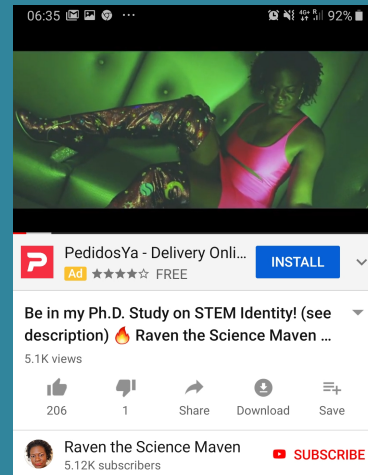 06:35 92%
4G+ R
PedidosYa - Delivery Onli...
Ad FREE
INSTALL
Be in my Ph.D. Study on STEM Identity! (see
description) 🔥 Raven the Science Maven ...
5.1K views
206 1 Share Download Save
Raven the Science Maven
5.12K subscribers
SUBSCRIBE